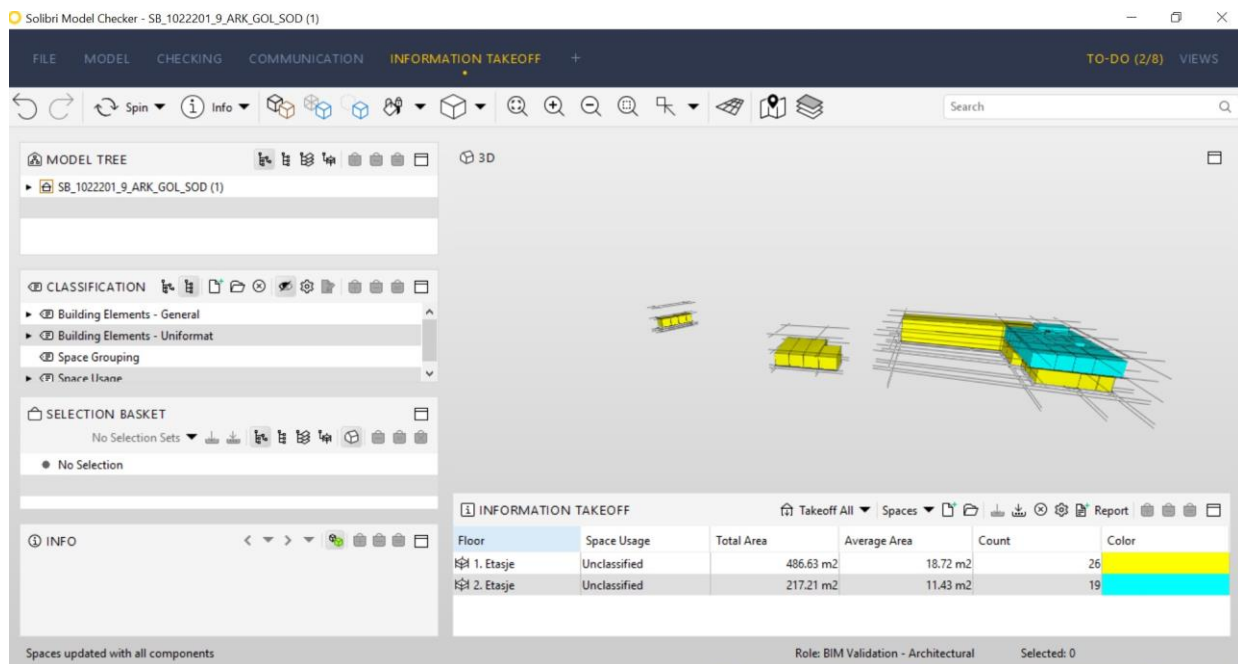 Solibri Model Checker - SB_1022201_9_ARK_GOL_SOD (1)
FILE MODEL CHECKING COMMUNICATION INFORMATION TAKEOFF + TO-DO (2/8) VIEWS
Spin Info Search
MODEL TREE
SB_1022201_9_ARK_GOL_SOD (1)
3D
CLASSIFICATION
Building Elements - General
Building Elements - Uniformat
Space Grouping
Space Usage
SELECTION BASKET
No Selection Sets
No Selection
INFO
INFORMATION TAKEOFF Takeoff All Spaces Report
Floor Space Usage Total Area Average Area Count Color
1. Etasje Unclassified 486.63 m2 18.72 m2 26
2. Etasje Unclassified 217.21 m2 11.43 m2 19
Spaces updated with all components Role: BIM Validation - Architectural Selected: 0